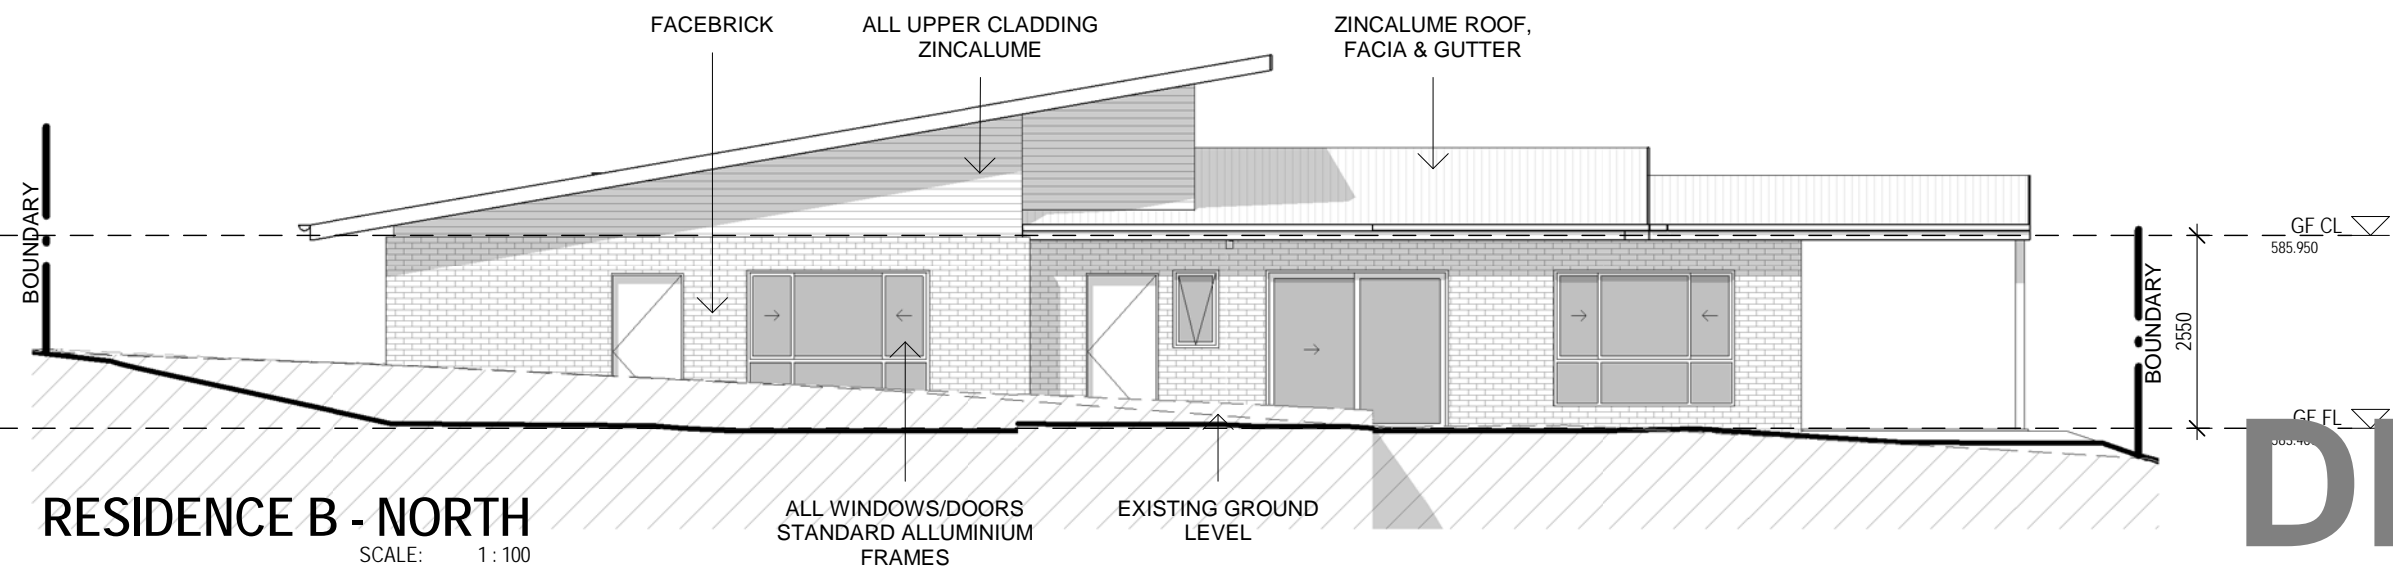 FACEBRICK
ALL UPPER CLADDING
ZINCALUME
ZINCALUME ROOF,
FACIA & GUTTER
BOUNDARY
GF CL
585.950
BOUNDARY
2550
GF FL
ALL WINDOWS/DOORS
STANDARD ALLUMINIUM
FRAMES
EXISTING GROUND
LEVEL
RESIDENCE B - NORTH
SCALE: 1 : 100